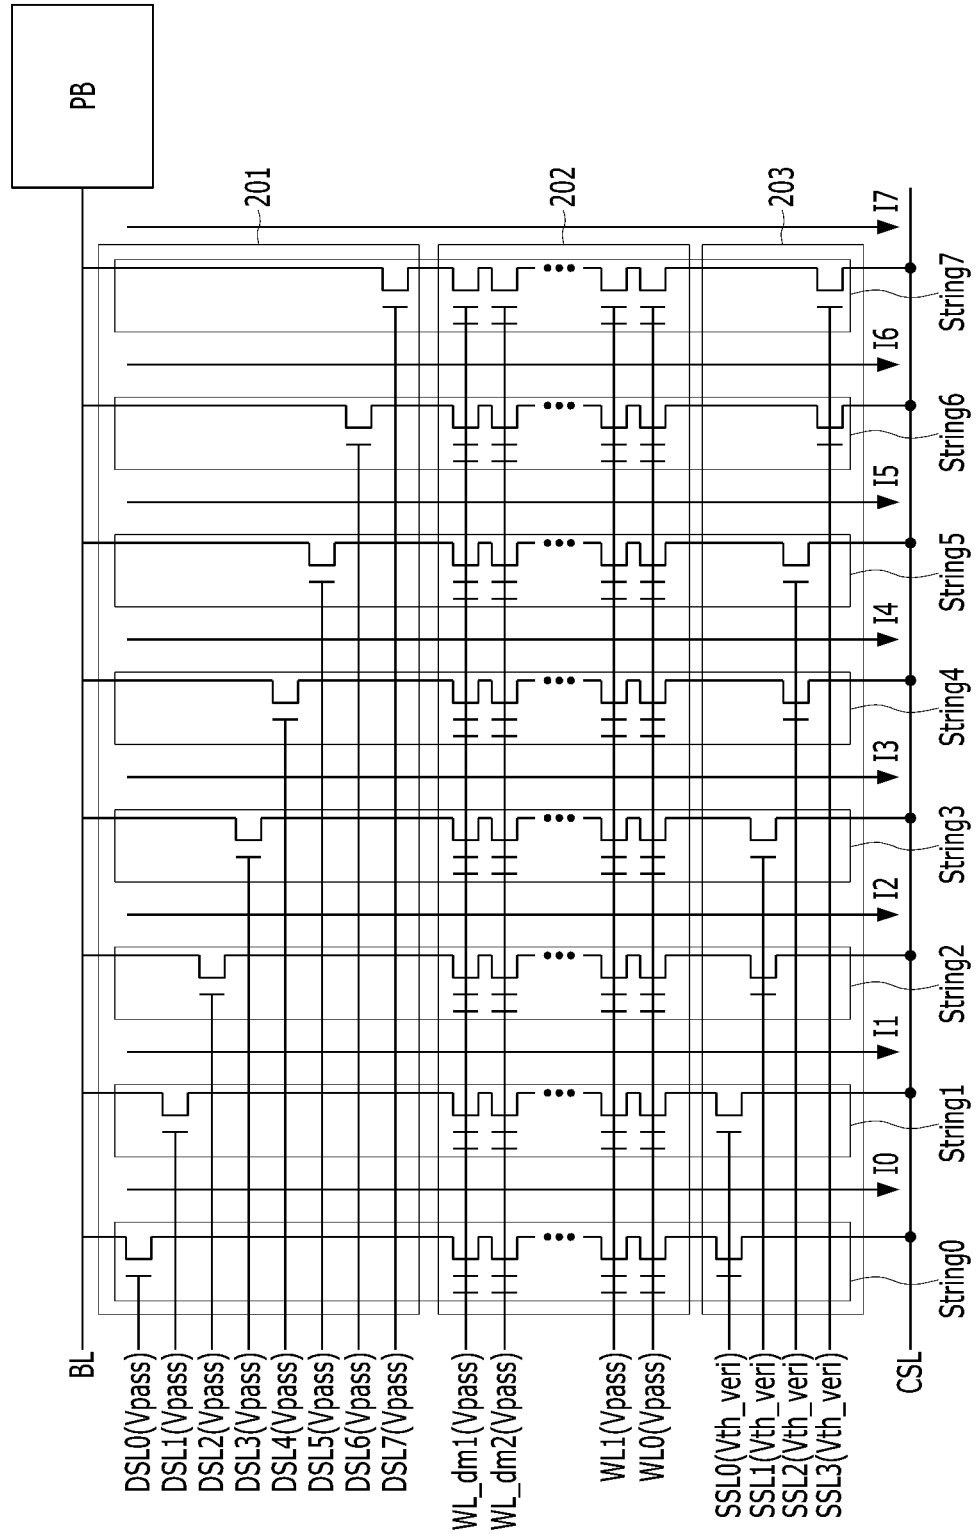 PB
BL
201
202
203
DSL0(Vpass)
DSL1(Vpass)
DSL2(Vpass)
DSL3(Vpass)
DSL4(Vpass)
DSL5(Vpass)
DSL6(Vpass)
DSL7(Vpass)
WL_dm1(Vpass)
WL_dm2(Vpass)
WL1(Vpass)
WL0(Vpass)
SSL0(Vth_veri)
SSL1(Vth_veri)
SSL2(Vth_veri)
SSL3(Vth_veri)
CSL
I0
I1
I2
I3
I4
I5
I6
I7
String0
String1
String2
String3
String4
String5
String6
String7